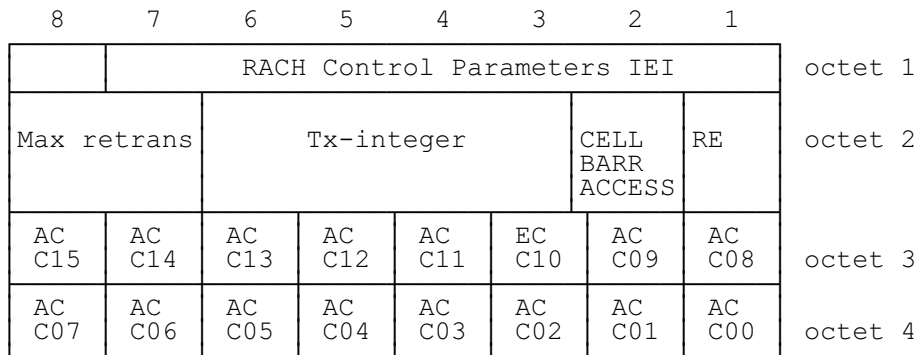 8 7 6 5 4 3 2 1
RACH Control Parameters IEI octet 1
Max retrans Tx-integer CELL BARR ACCESS RE octet 2
AC C15 AC C14 AC C13 AC C12 AC C11 EC C10 AC C09 AC C08 octet 3
AC C07 AC C06 AC C05 AC C04 AC C03 AC C02 AC C01 AC C00 octet 4